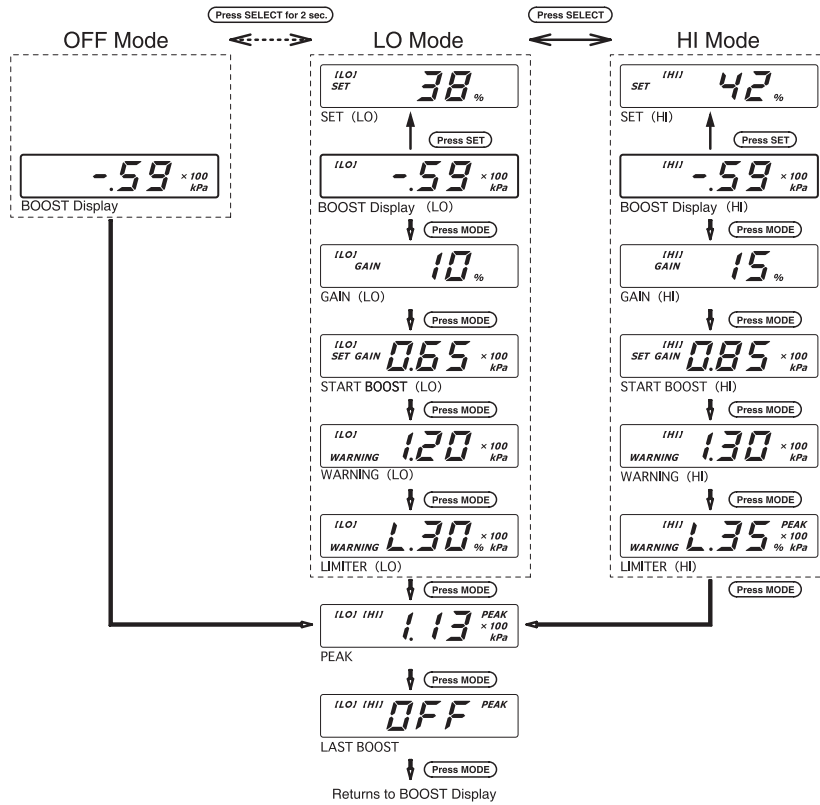 Press SELECT for 2 sec.
Press SELECT
OFF Mode
LO Mode
HI Mode
-.59 ×100 kPa
BOOST Display
[LO] SET 38 %
SET (LO)
Press SET
[LO] -.59 ×100 kPa
BOOST Display (LO)
Press MODE
[LO] GAIN 10 %
GAIN (LO)
Press MODE
[LO] SET GAIN 0.65 ×100 kPa
START BOOST (LO)
Press MODE
[LO] WARNING 1.20 ×100 kPa
WARNING (LO)
Press MODE
[LO] WARNING L.30 ×100 % kPa
LIMITER (LO)
Press MODE
[HI] SET 42 %
SET (HI)
Press SET
[HI] -.59 ×100 kPa
BOOST Display (HI)
Press MODE
[HI] GAIN 15 %
GAIN (HI)
Press MODE
[HI] SET GAIN 0.85 ×100 kPa
START BOOST (HI)
Press MODE
[HI] WARNING 1.30 ×100 kPa
WARNING (HI)
Press MODE
[HI] WARNING L.35 PEAK ×100 % kPa
LIMITER (HI)
Press MODE
[LO] [HI] 1.13 PEAK ×100 kPa
PEAK
Press MODE
[LO] [HI] OFF PEAK
LAST BOOST
Press MODE
Returns to BOOST Display